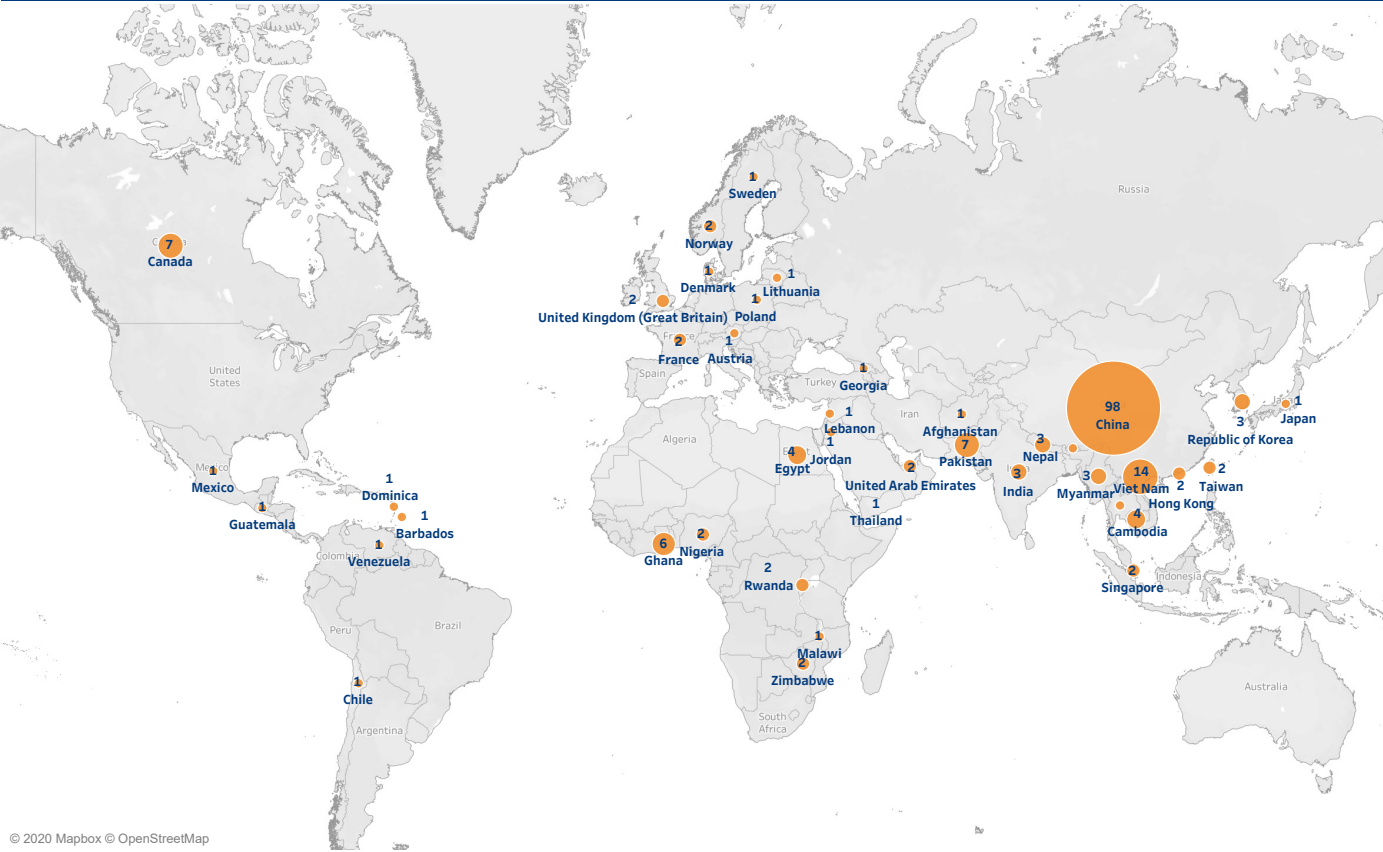 Russia
1
Sweden
2
Norway
7
Canada
1
Denmark
1
Lithuania
2
United Kingdom (Great Britain)
1
Poland
France
2
France
1
Austria
Spain
United
States
Turkey
1
Georgia
98
China
Iran
1
Afghanistan
Japan
1
Japan
3
Republic of Korea
1
Lebanon
1
Jordan
Algeria
4
Egypt
7
Pakistan
3
Nepal
2
United Arab Emirates
3
India
3
Myanmar
14
Viet Nam
2
Hong Kong
2
Taiwan
Mexico
1
Mexico
1
Dominica
1
Guatemala
1
Barbados
1
Thailand
4
Cambodia
Colombia
1
Venezuela
6
Ghana
2
Nigeria
2
Rwanda
2
Singapore
Indonesia
Peru
Brazil
1
Malawi
2
Zimbabwe
1
Chile
Australia
South
Africa
Argentina
© 2020 Mapbox © OpenStreetMap